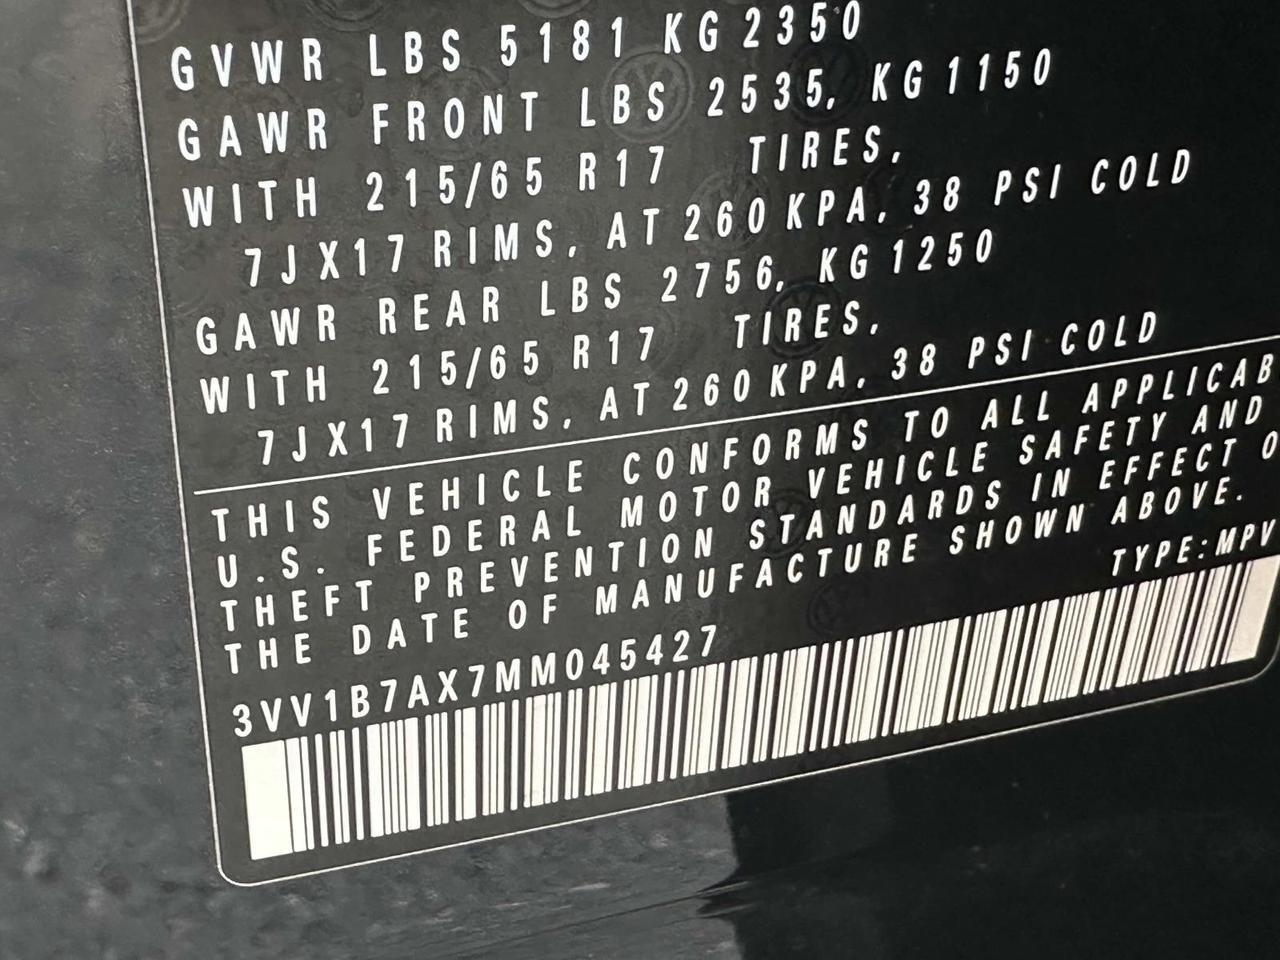 GVWR LBS 5181 KG 2350
GAWR FRONT LBS 2535, KG 1150
WITH 215/65 R17 TIRES,
7JX17 RIMS, AT 260 KPA, 38 PSI COLD
GAWR REAR LBS 2756, KG 1250
WITH 215/65 R17 TIRES,
7JX17 RIMS, AT 260 KPA, 38 PSI COLD
THIS VEHICLE CONFORMS TO ALL APPLICAB
U.S. FEDERAL MOTOR VEHICLE SAFETY AND
THEFT PREVENTION STANDARDS IN EFFECT O
THE DATE OF MANUFACTURE SHOWN ABOVE.
TYPE:MPV
3VV1B7AX7MM045427